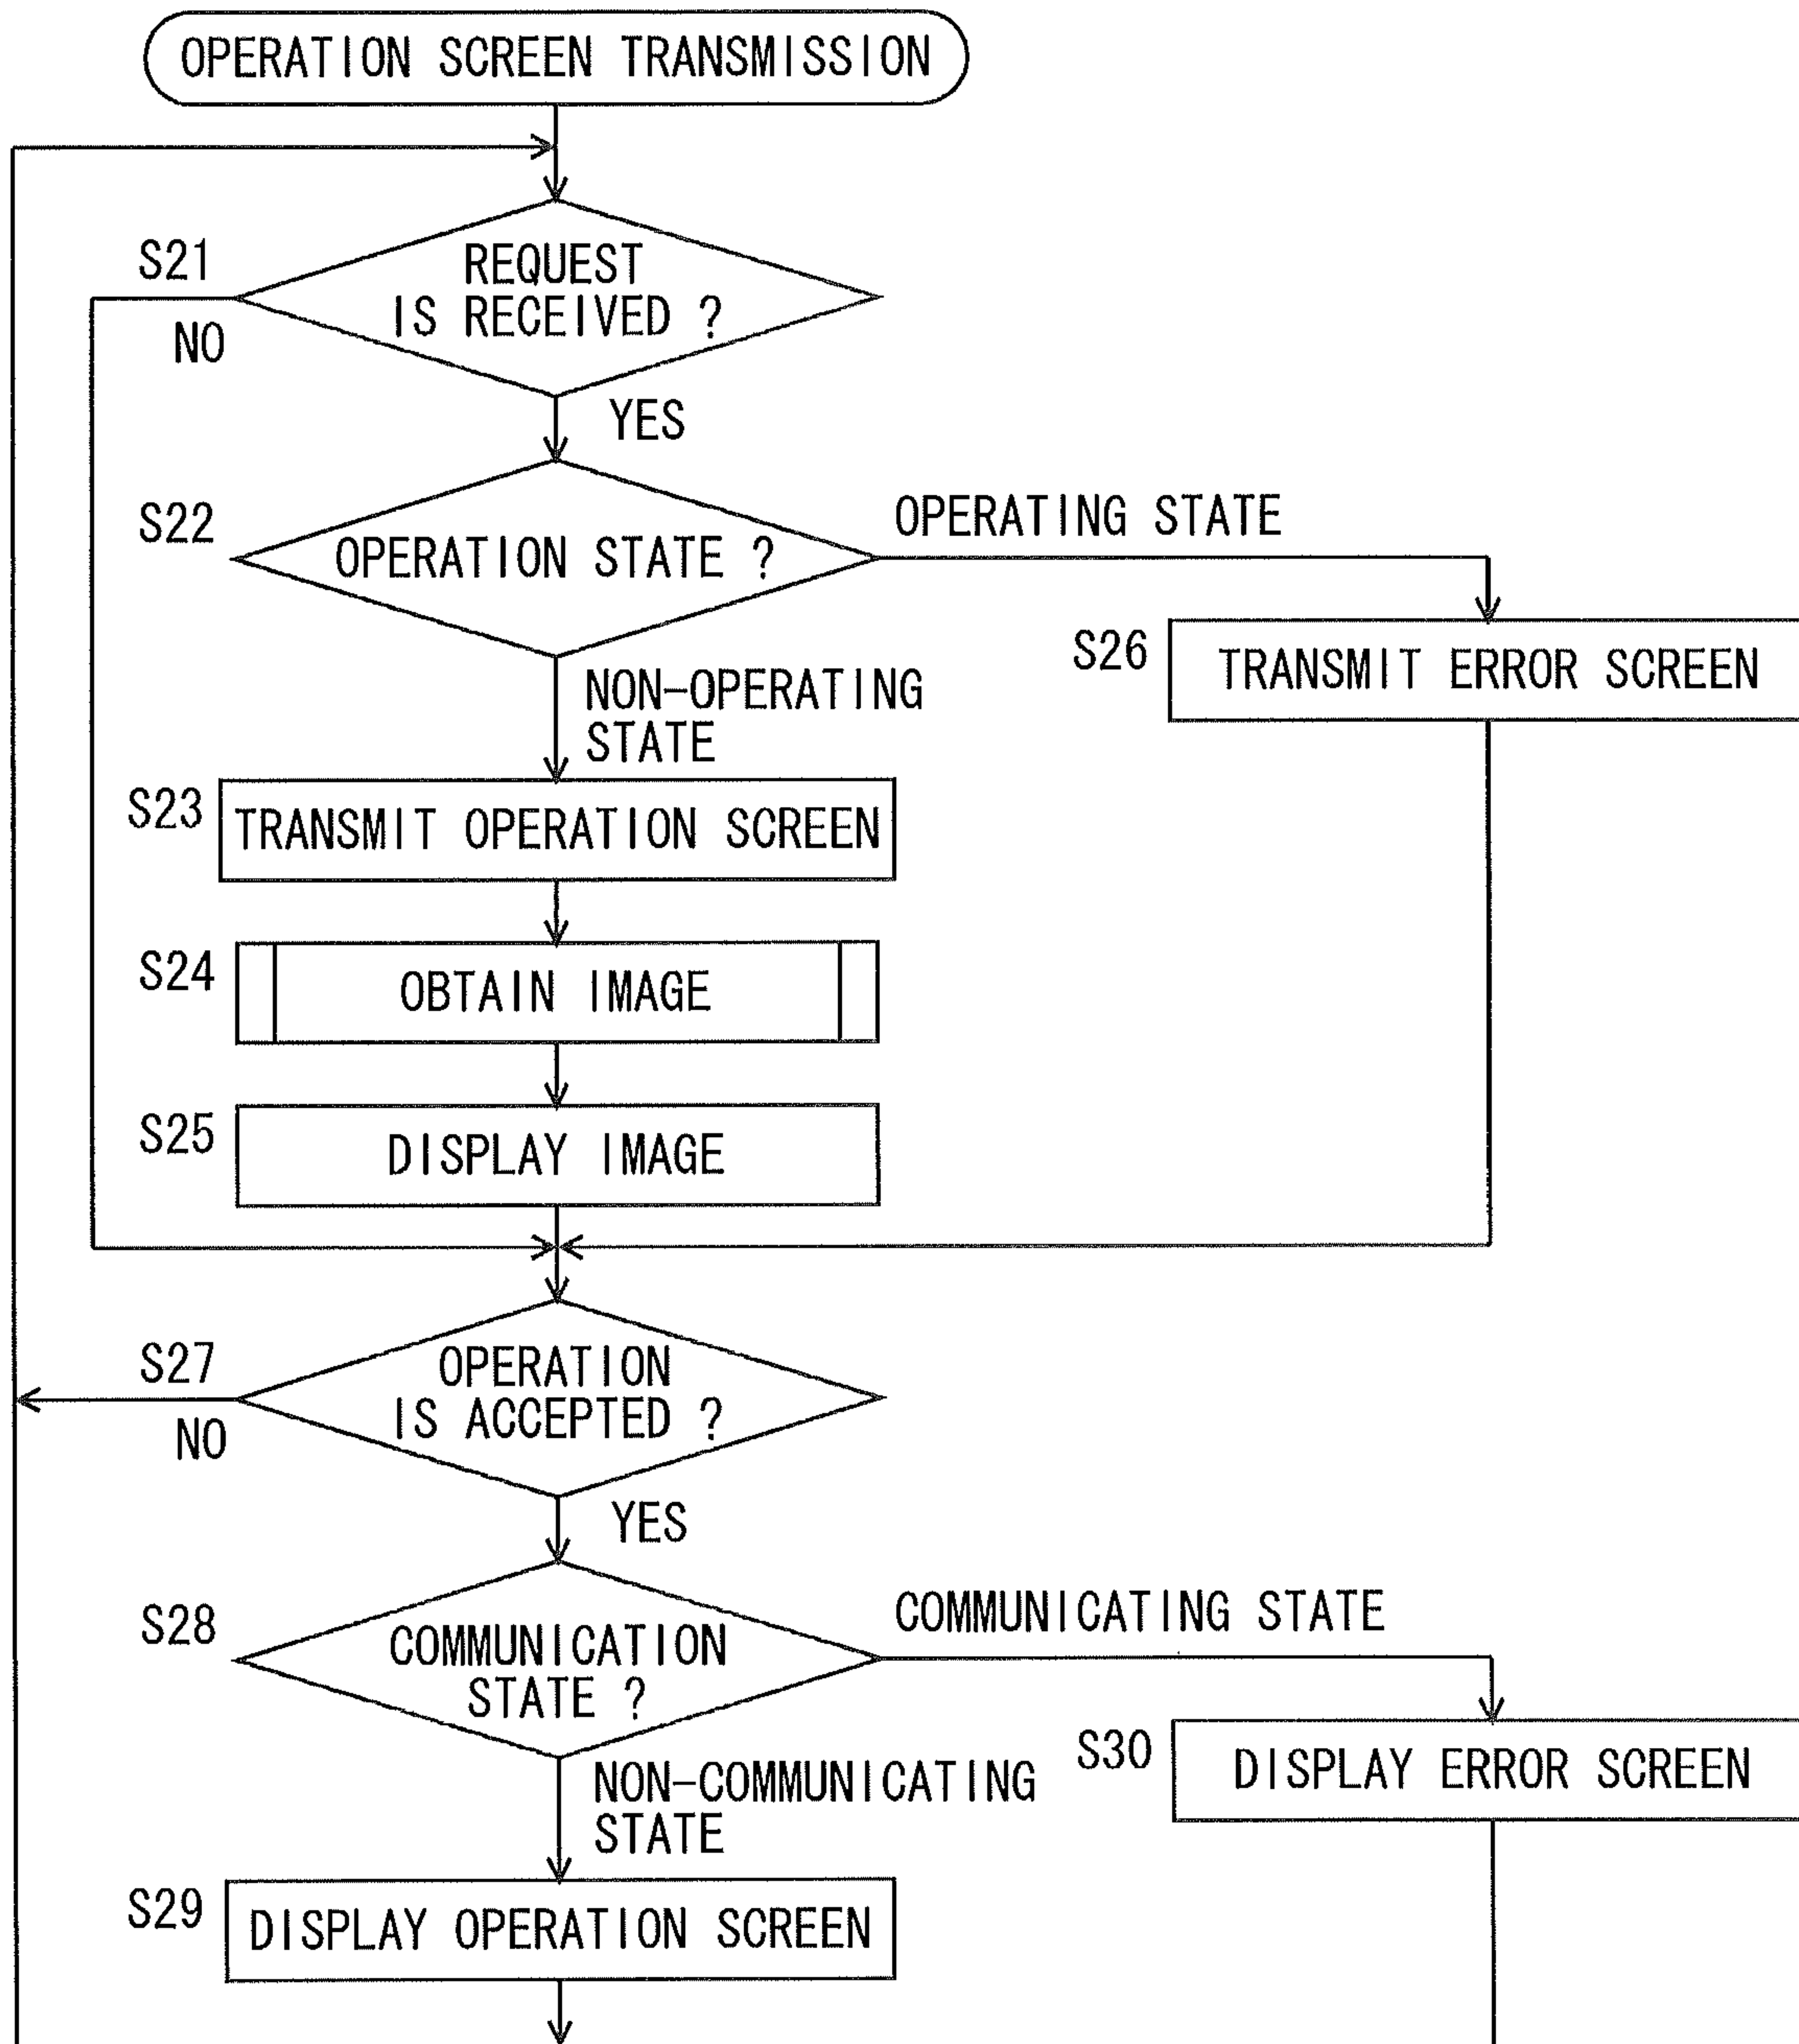 OPERATION SCREEN TRANSMISSION
S21
REQUEST
IS RECEIVED ?
NO
YES
S22
OPERATION STATE ?
OPERATING STATE
S26
TRANSMIT ERROR SCREEN
NON-OPERATING
STATE
S23
TRANSMIT OPERATION SCREEN
S24
OBTAIN IMAGE
S25
DISPLAY IMAGE
S27
OPERATION
IS ACCEPTED ?
NO
YES
S28
COMMUNICATION
STATE ?
COMMUNICATING STATE
S30
DISPLAY ERROR SCREEN
NON-COMMUNICATING
STATE
S29
DISPLAY OPERATION SCREEN